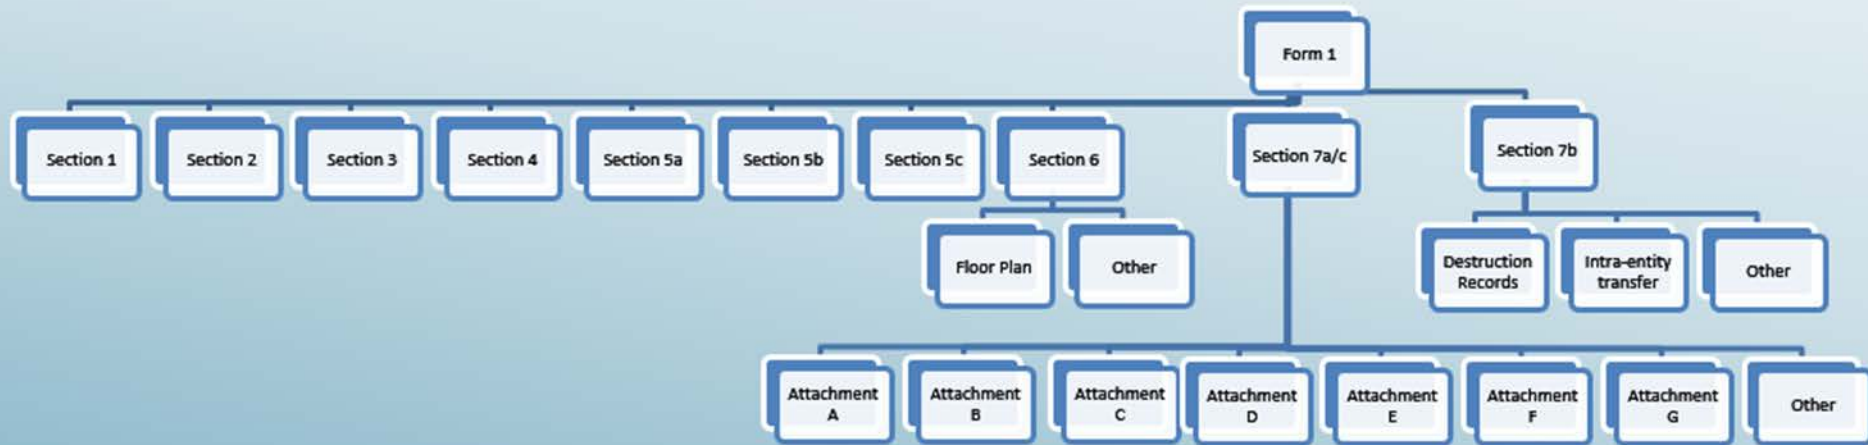 Form 1
Section 1
Section 2
Section 3
Section 4
Section 5a
Section 5b
Section 5c
Section 6
Section 7a/c
Section 7b
Floor Plan
Other
Destruction
Records
Intra-entity
transfer
Other
Attachment
A
Attachment
B
Attachment
C
Attachment
D
Attachment
E
Attachment
F
Attachment
G
Other